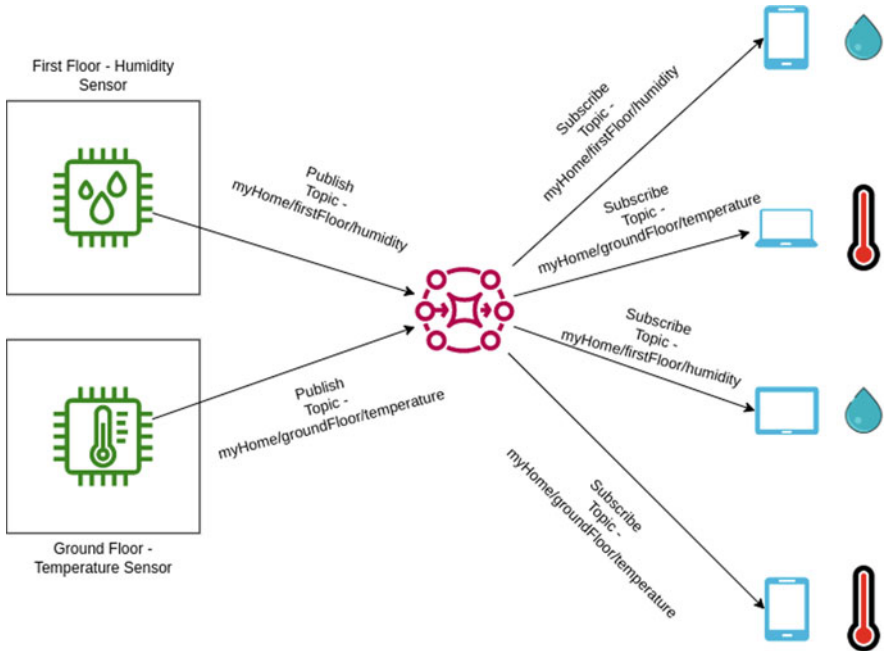 First Floor - Humidity
Sensor
Publish
Topic -
myHome/firstFloor/humidity
Publish
Topic -
myHome/groundFloor/temperature
Ground Floor -
Temperature Sensor
Subscribe
Topic -
myHome/firstFloor/humidity
Subscribe
Topic -
myHome/groundFloor/temperature
Subscribe
Topic -
myHome/firstFloor/humidity
Subscribe
Topic -
myHome/groundFloor/temperature